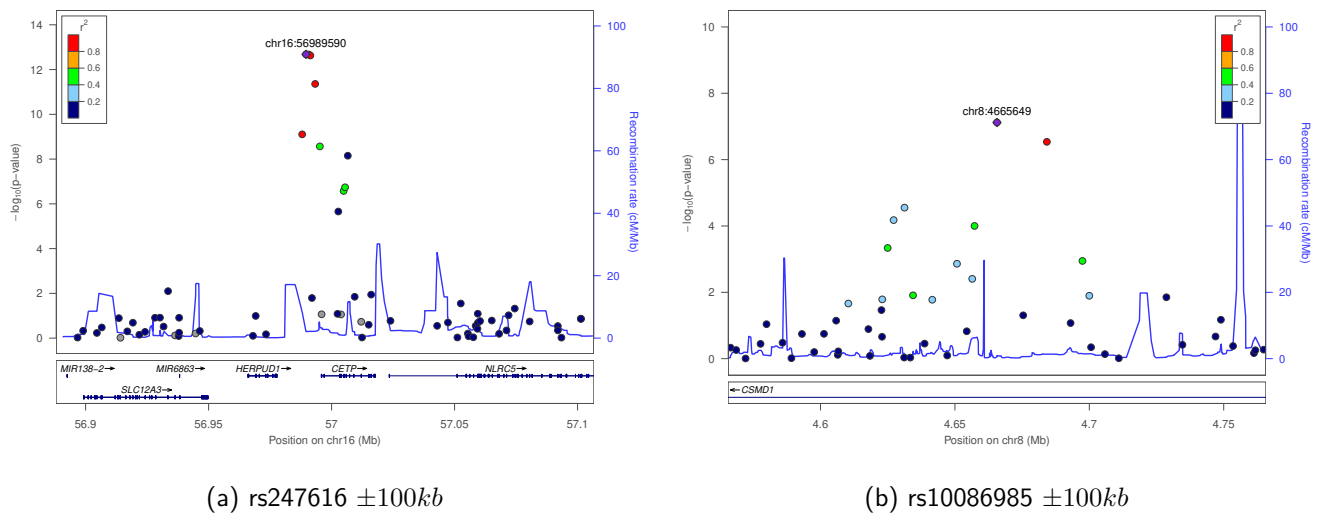 14
12
10
8
6
4
2
0
−log10(p−value)
100
80
60
40
20
0
Recombination rate (cM/Mb)
r2
0.8
0.6
0.4
0.2
chr16:56989590
MIR138−2→
MIR6863→
HERPUD1→
CETP→
NLRC5→
SLC12A3→
56.9
56.95
57
57.05
57.1
Position on chr16 (Mb)
(a) rs247616 ±100kb
10
8
6
4
2
0
−log10(p−value)
100
80
60
40
20
0
Recombination rate (cM/Mb)
r2
0.8
0.6
0.4
0.2
chr8:4665649
←CSMD1
4.6
4.65
4.7
4.75
Position on chr8 (Mb)
(b) rs10086985 ±100kb